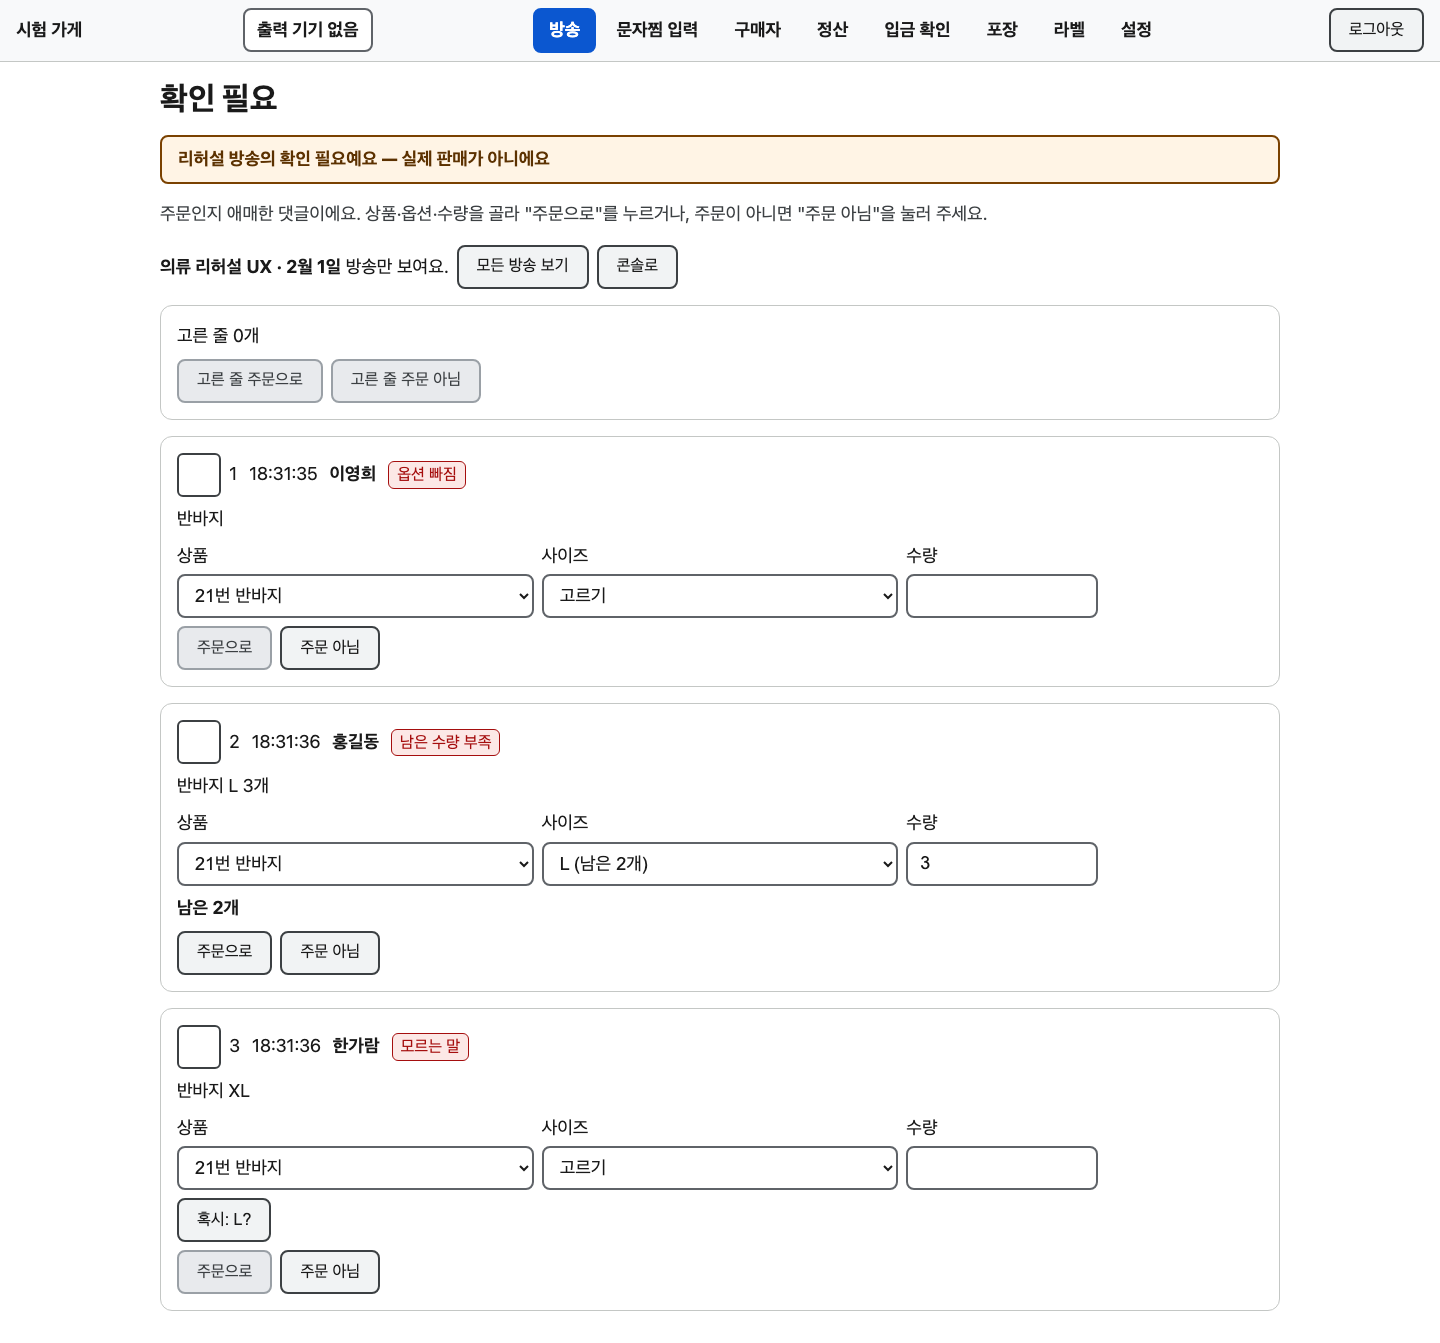 시험 가게 출력 기기 없음 방송 문자찜 입력 구매자 정산 입금 확인 포장 라벨 설정 로그아웃
확인 필요
리허설 방송의 확인 필요예요 — 실제 판매가 아니에요
주문인지 애매한 댓글이에요. 상품·옵션·수량을 골라 "주문으로"를 누르거나, 주문이 아니면 "주문 아님"을 눌러 주세요.
의류 리허설 UX · 2월 1일 방송만 보여요. 모든 방송 보기 콘솔로
고른 줄 0개
고른 줄 주문으로 고른 줄 주문 아님
1 18:31:35 이영희 옵션 빠짐
반바지
상품 사이즈 수량
21번 반바지 고르기
주문으로 주문 아님
2 18:31:36 홍길동 남은 수량 부족
반바지 L 3개
상품 사이즈 수량
21번 반바지 L (남은 2개) 3
남은 2개
주문으로 주문 아님
3 18:31:36 한가람 모르는 말
반바지 XL
상품 사이즈 수량
21번 반바지 고르기
혹시: L?
주문으로 주문 아님